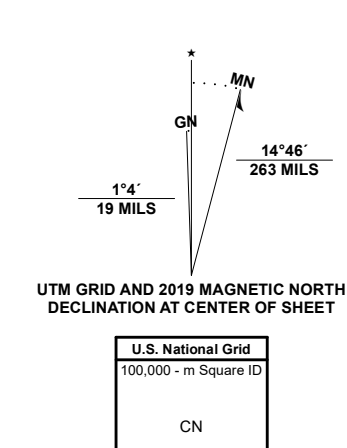 ★
MN
GN
14°46´
263 MILS
1°4´
19 MILS
UTM GRID AND 2019 MAGNETIC NORTH
DECLINATION AT CENTER OF SHEET
U.S. National Grid
100,000 - m Square ID
CN